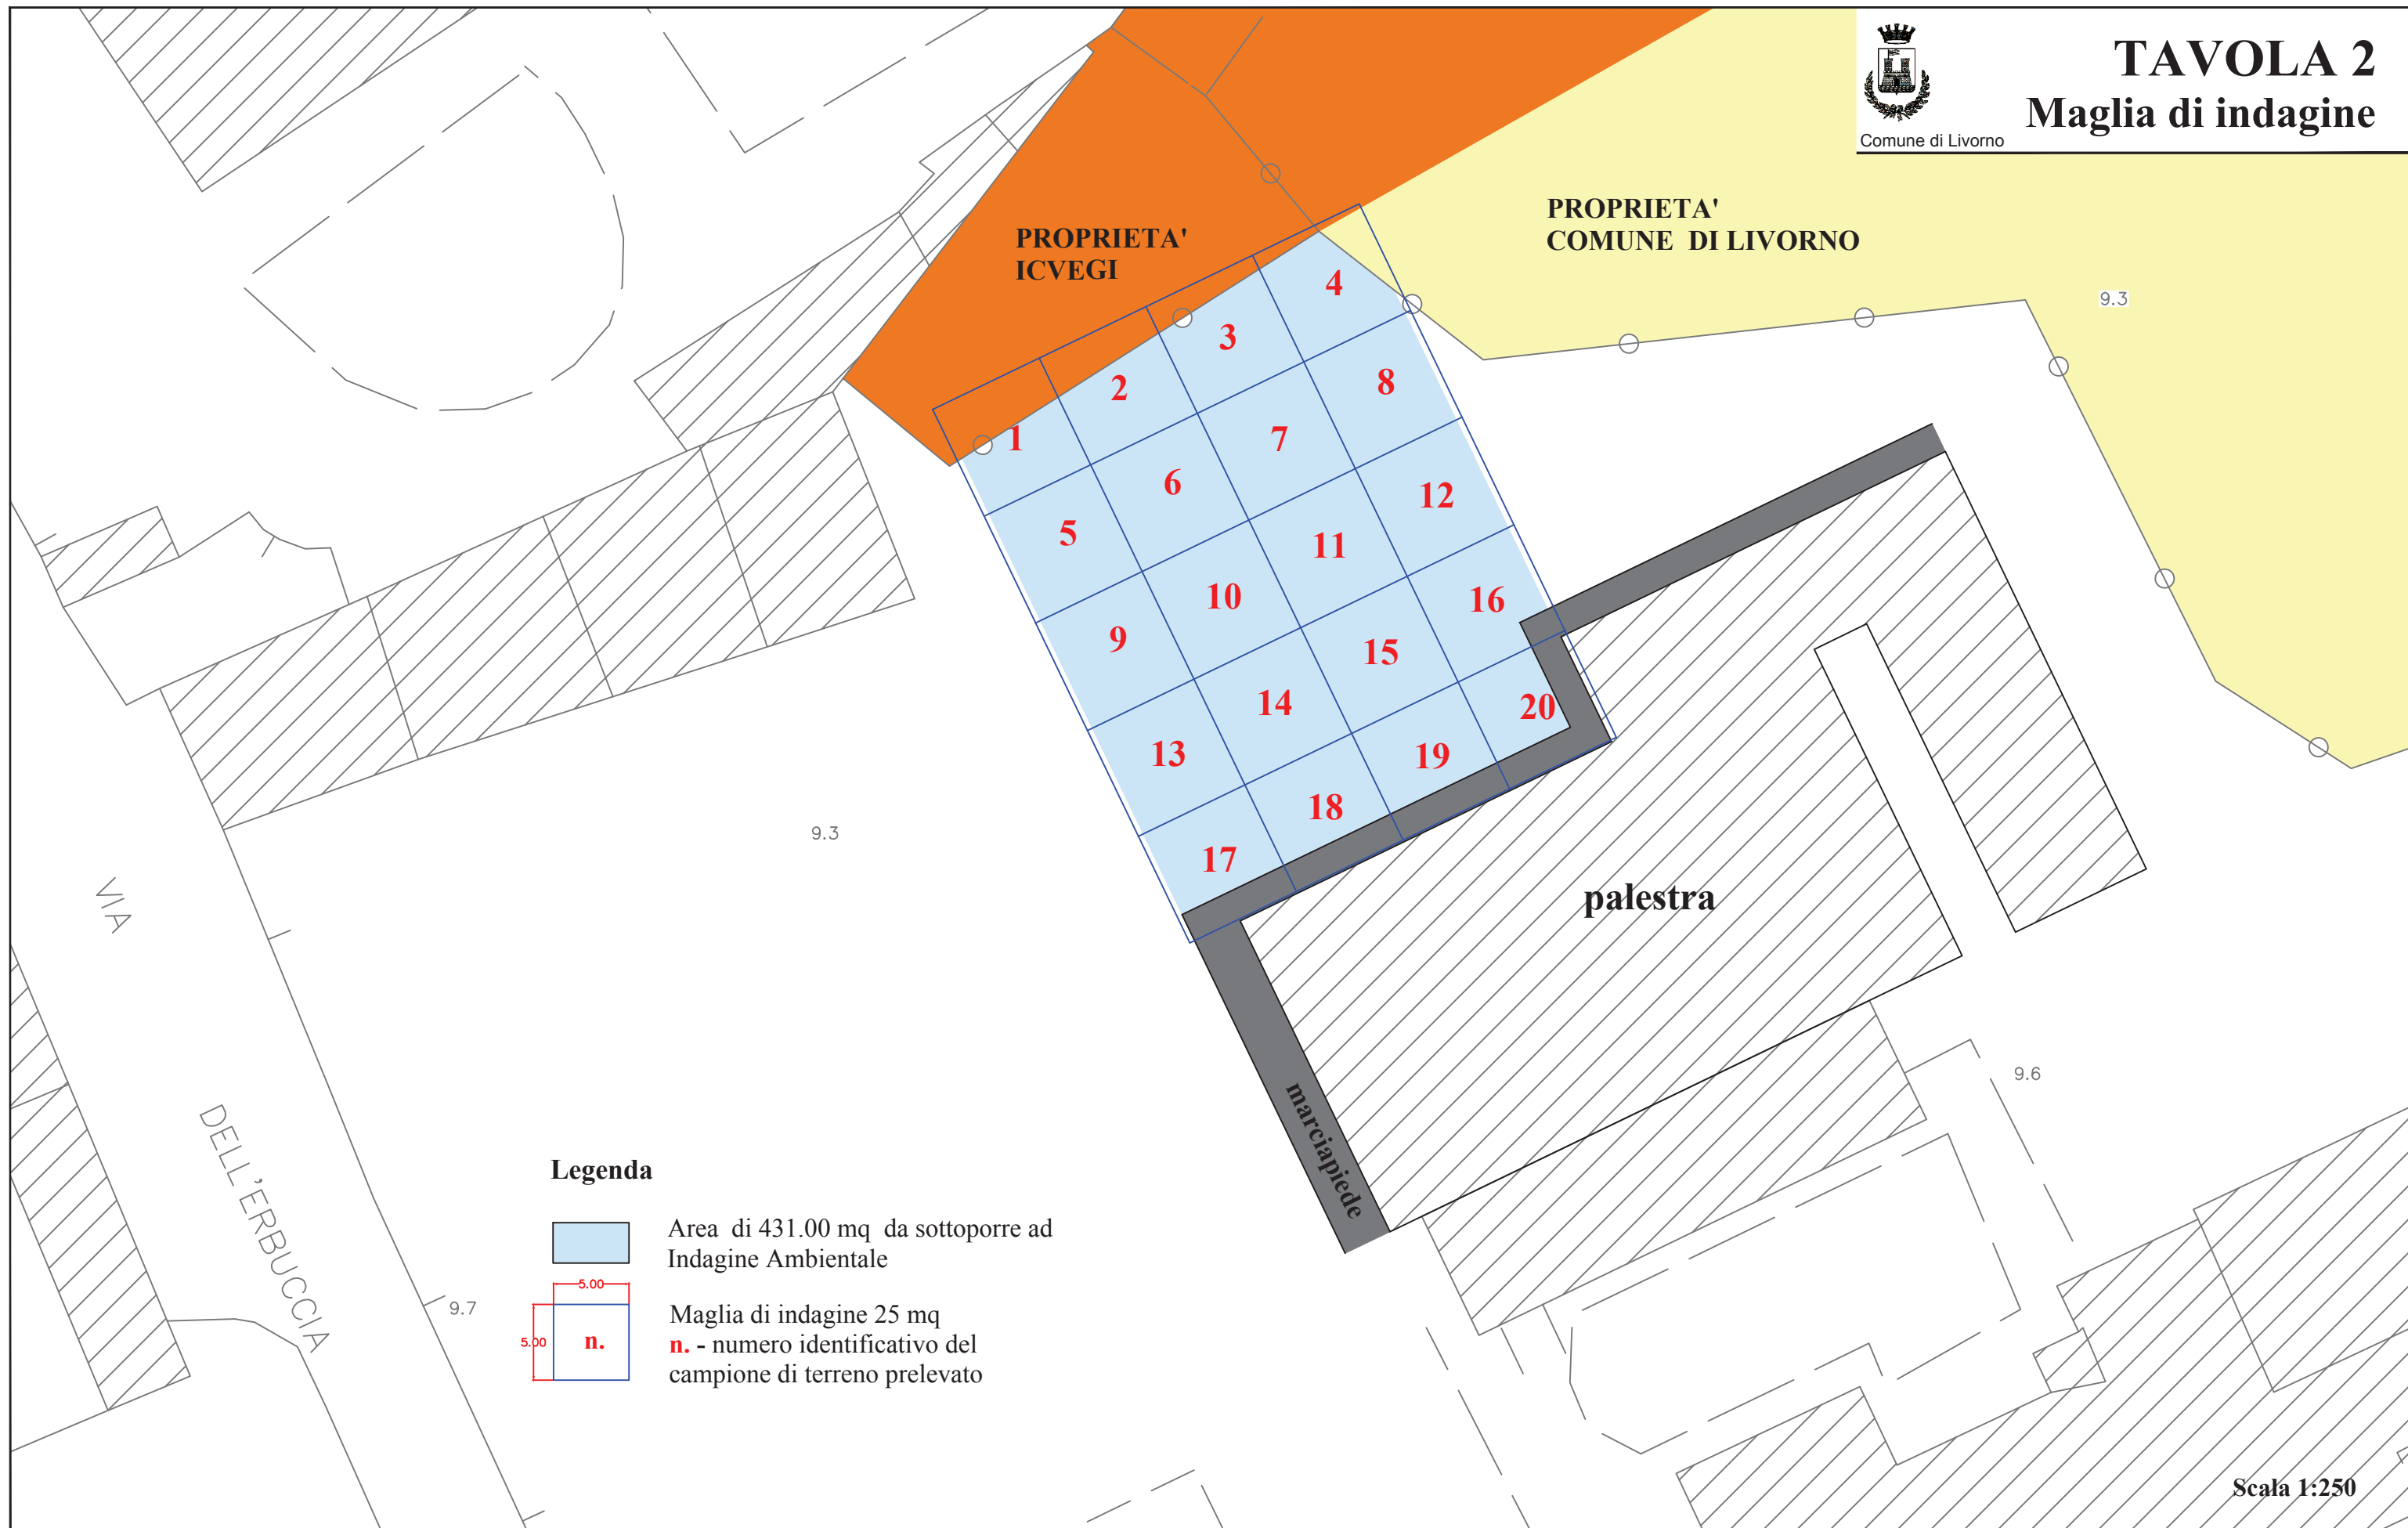 TAVOLA 2
Maglia di indagine
Comune di Livorno
PROPRIETA'
ICVEGI
PROPRIETA'
COMUNE DI LIVORNO
9.3
4
3
8
2
7
1
6
12
5
11
10
16
9
15
14
20
13
19
18
17
9.3
palestra
VIA
DELL'ERBUCCIA
marciapiede
9.6
9.7
Legenda
Area di 431.00 mq da sottoporre ad
Indagine Ambientale
5.00
5.00
n.
Maglia di indagine 25 mq
n. - numero identificativo del
campione di terreno prelevato
Scala 1:250